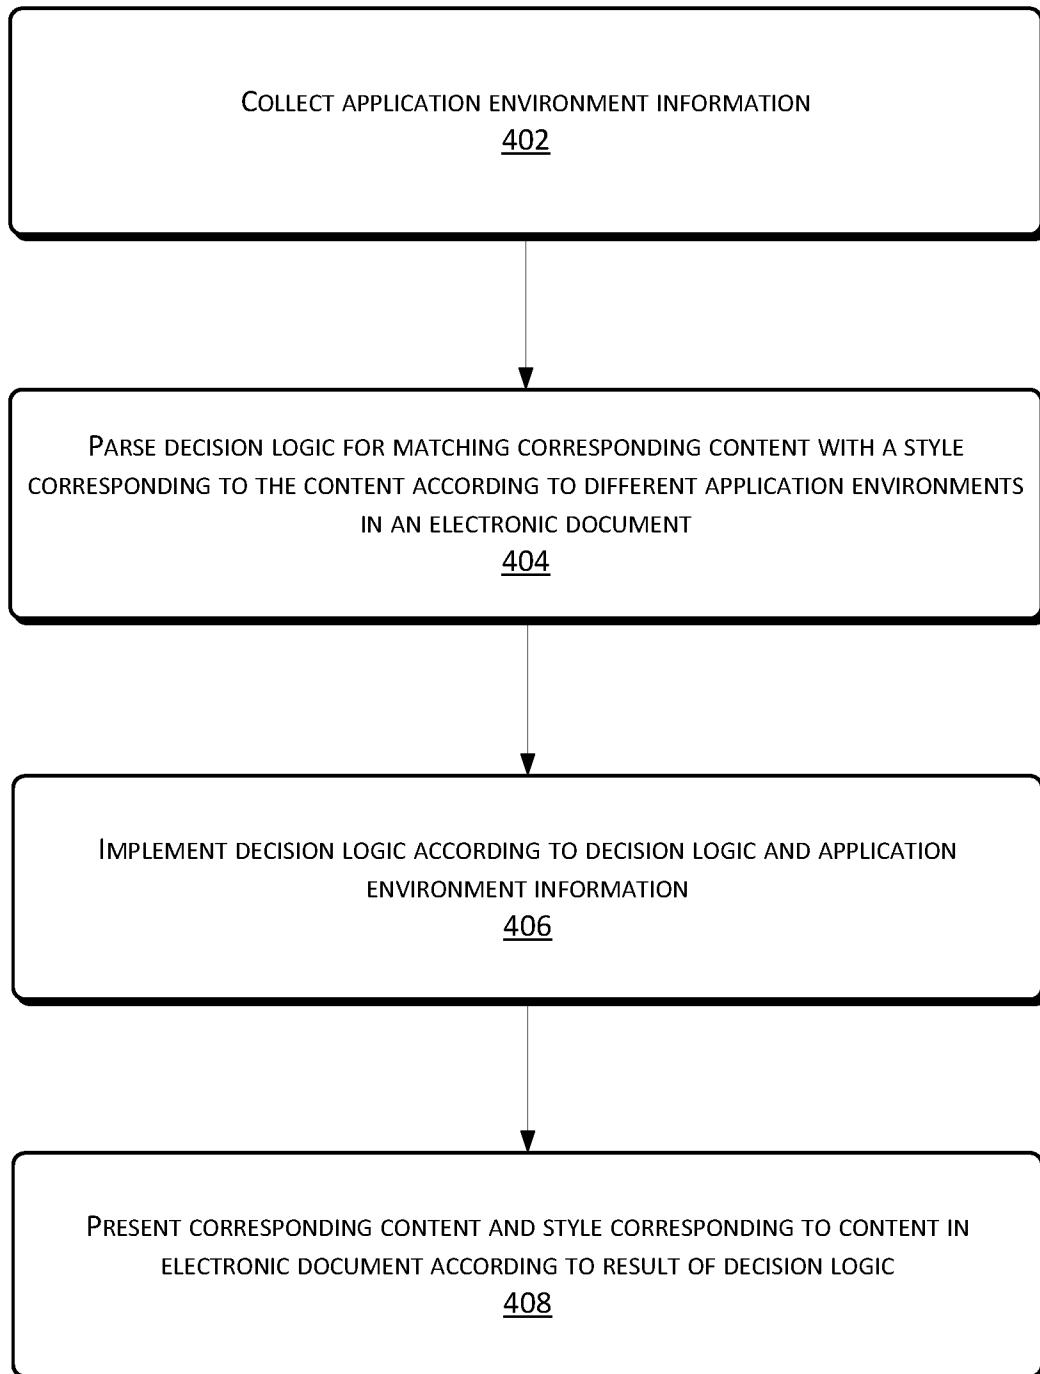 Collect application environment information
402
Parse decision logic for matching corresponding content with a style
corresponding to the content according to different application environments
in an electronic document
404
Implement decision logic according to decision logic and application
environment information
406
Present corresponding content and style corresponding to content in
electronic document according to result of decision logic
408